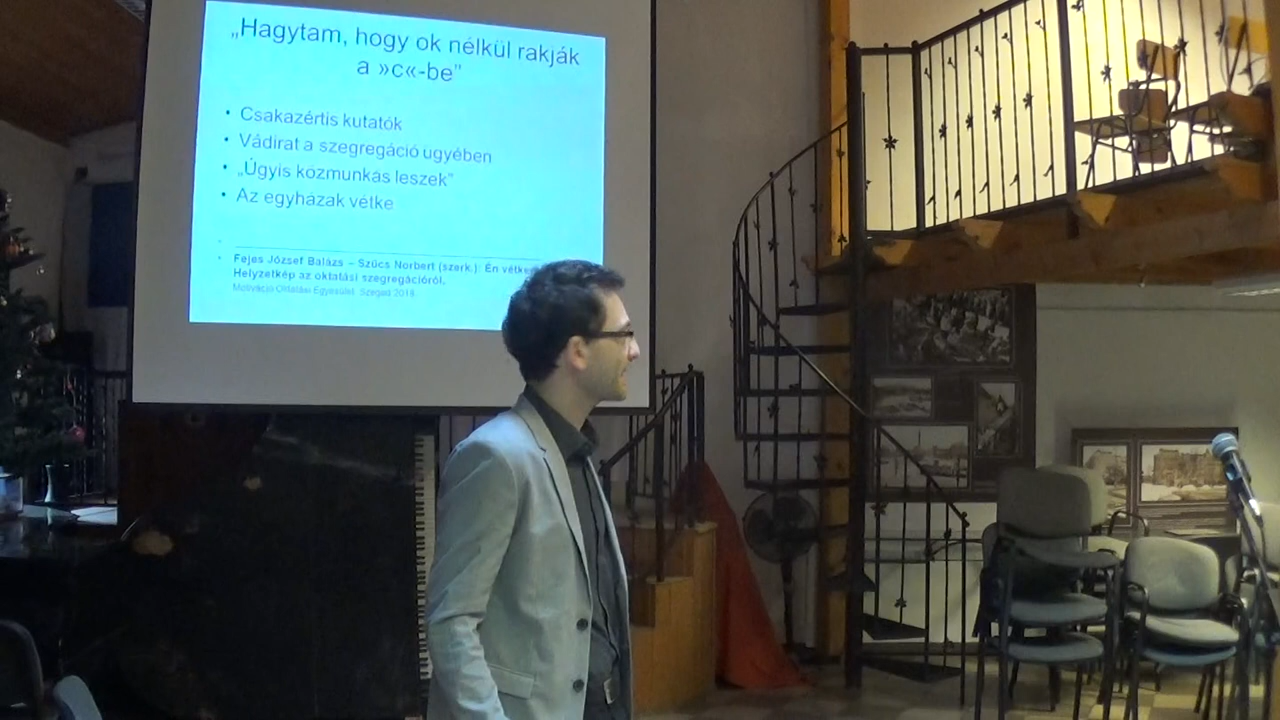 „Hagytam, hogy ok nélkül rakják
a »c«-be”
• Csakazértis kutatók
• Vádirat a szegregáció ügyében
• „Úgyis közmunkás leszek”
• Az egyházak vétke
Fejes József Balázs – Szűcs Norbert (szerk.): Én vétkem
Helyzetkép az oktatási szegregációról.
Motiváció Oktatási Egyesület, Szeged 2018